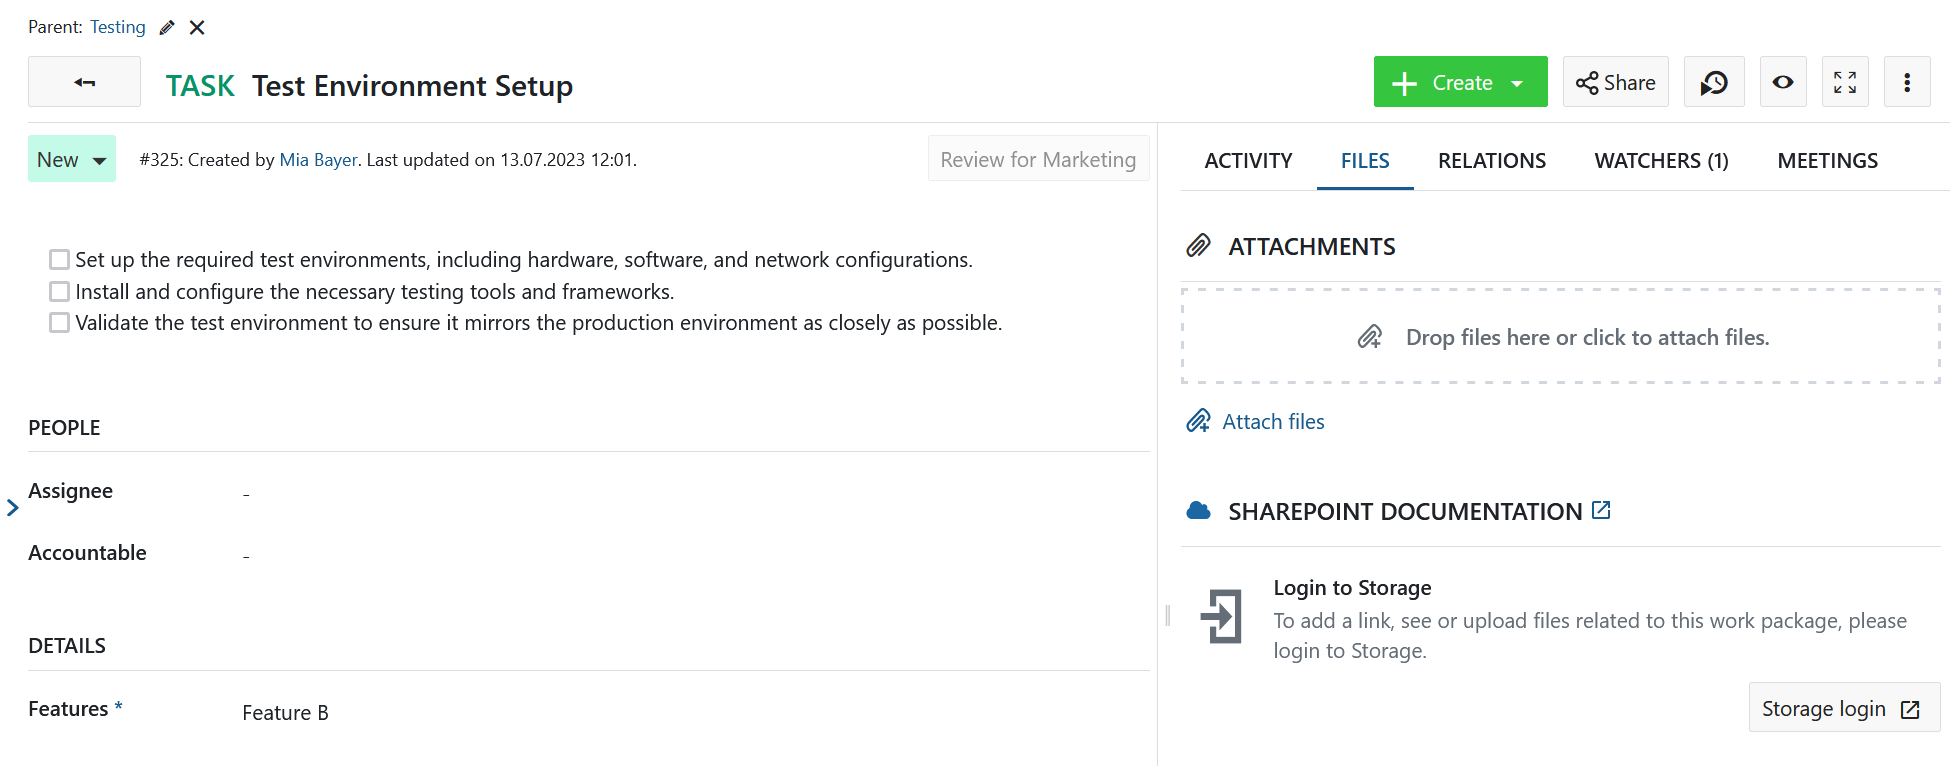 Parent: Testing
TASK Test Environment Setup
Create
Share
New
#325: Created by Mia Bayer. Last updated on 13.07.2023 12:01.
Review for Marketing
Set up the required test environments, including hardware, software, and network configurations.
Install and configure the necessary testing tools and frameworks.
Validate the test environment to ensure it mirrors the production environment as closely as possible.
PEOPLE
Assignee -
Accountable -
DETAILS
Features * Feature B
ACTIVITY FILES RELATIONS WATCHERS (1) MEETINGS
ATTACHMENTS
Drop files here or click to attach files.
Attach files
SHAREPOINT DOCUMENTATION
Login to Storage
To add a link, see or upload files related to this work package, please
login to Storage.
Storage login